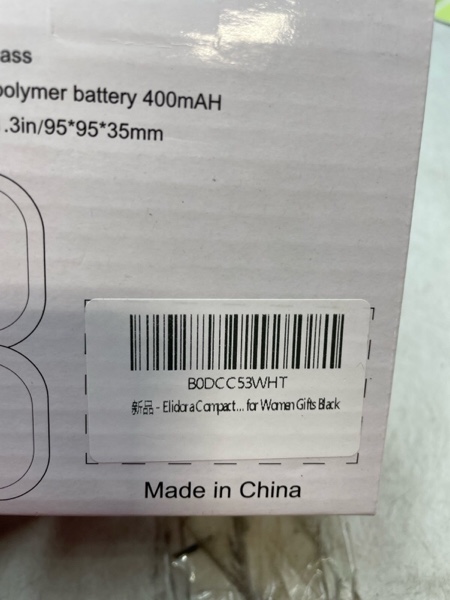 ass
polymer battery 400mAH
.3in/95*95*35mm
B0DCC53WHT
新品 - Elidora Compact... for Women Gifts Black
Made in China